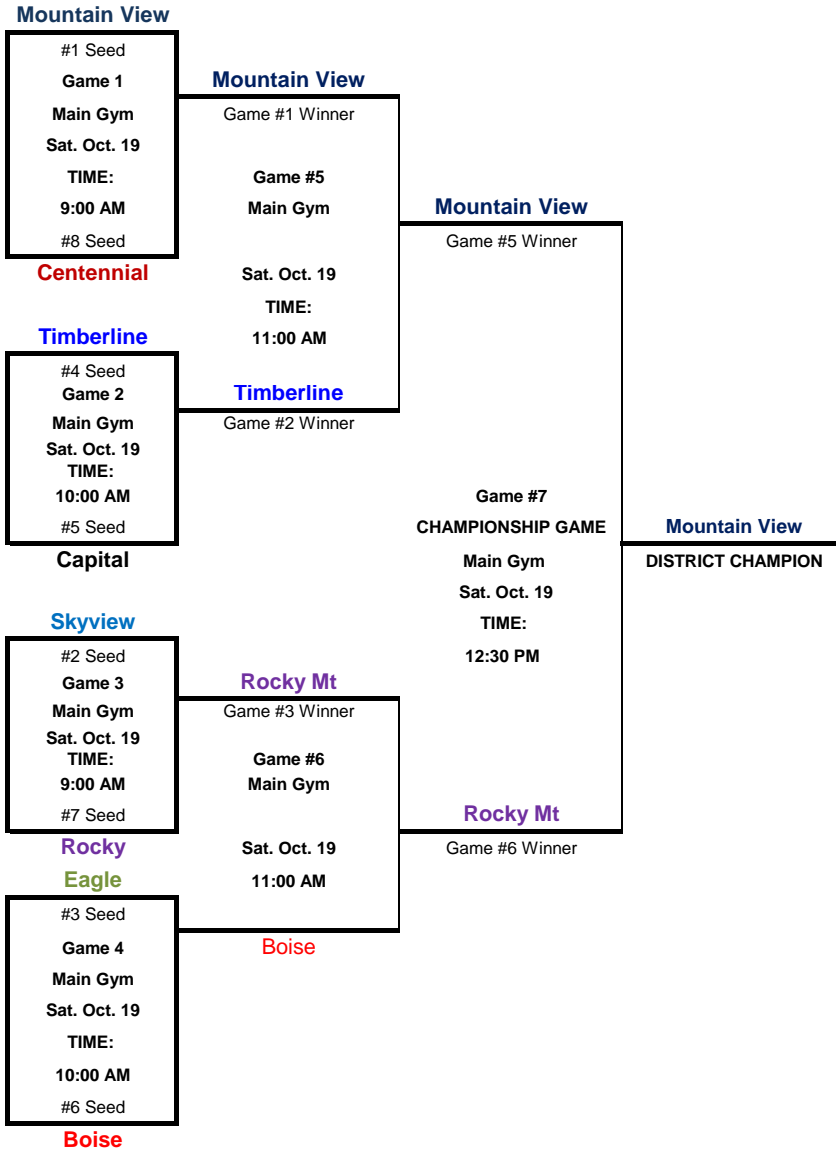 Mountain View
#1 Seed
Game 1
Main Gym
Sat. Oct. 19
TIME:
9:00 AM
#8 Seed
Centennial
Timberline
#4 Seed
Game 2
Main Gym
Sat. Oct. 19
TIME:
10:00 AM
#5 Seed
Capital
Skyview
#2 Seed
Game 3
Main Gym
Sat. Oct. 19
TIME:
9:00 AM
#7 Seed
Rocky
Eagle
#3 Seed
Game 4
Main Gym
Sat. Oct. 19
TIME:
10:00 AM
#6 Seed
Boise
Mountain View
Game #1 Winner
Game #5
Main Gym
Sat. Oct. 19
TIME:
11:00 AM
Timberline
Game #2 Winner
Rocky Mt
Game #3 Winner
Game #6
Main Gym
Sat. Oct. 19
11:00 AM
Boise
Mountain View
Game #5 Winner
Game #7
CHAMPIONSHIP GAME
Main Gym
Sat. Oct. 19
TIME:
12:30 PM
Rocky Mt
Game #6 Winner
Mountain View
DISTRICT CHAMPION